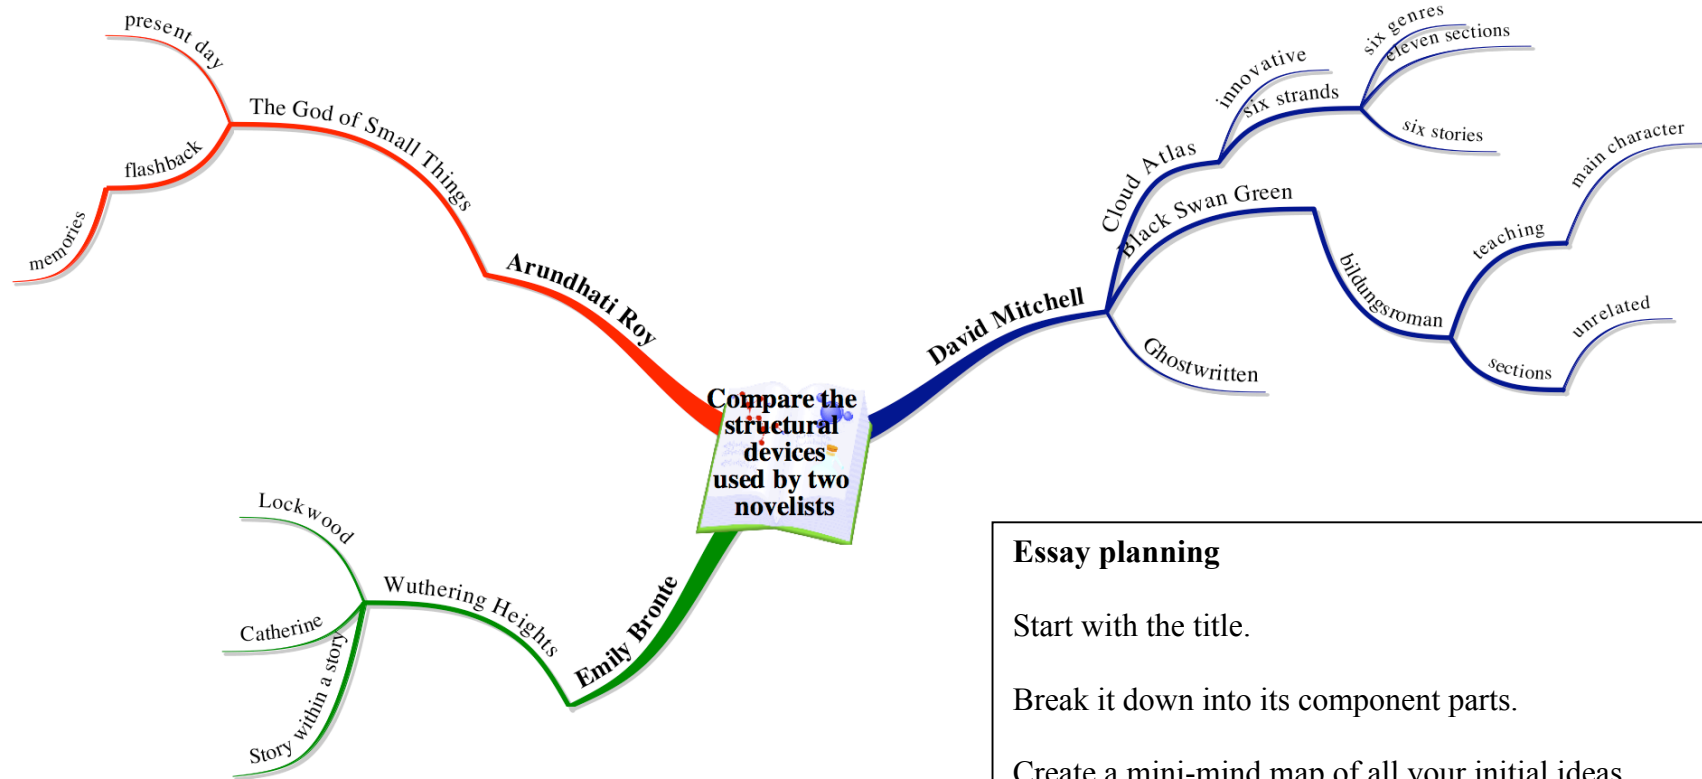 present day
The God of Small Things
flashback
memories
Arundhati Roy
six genres
eleven sections
innovative
six strands
six stories
Cloud Atlas
main character
Black Swan Green
teaching
bildungsroman
unrelated
sections
David Mitchell
Ghostwritten
Compare the
structural
devices
used by two
novelists
Lockwood
Wuthering Heights
Catherine
Story within a story
Emily Bronte
Essay planning
Start with the title.
Break it down into its component parts.
Create a mini-mind map of all your initial ideas